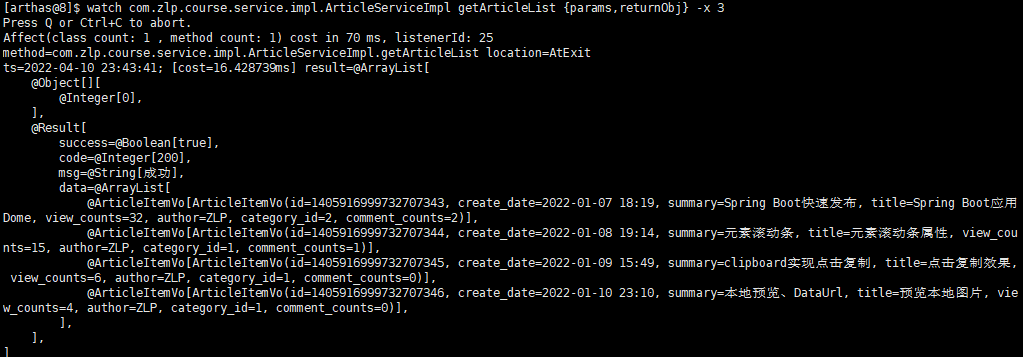 [arthas@8]$ watch com.zlp.course.service.impl.ArticleServiceImpl getArticleList {params,returnObj} -x 3
Press Q or Ctrl+C to abort.
Affect(class count: 1 , method count: 1) cost in 70 ms, listenerId: 25
method=com.zlp.course.service.impl.ArticleServiceImpl.getArticleList location=AtExit
ts=2022-04-10 23:43:41; [cost=16.428739ms] result=@ArrayList[
    @Object[][
        @Integer[0],
    ],
    @Result[
        success=@Boolean[true],
        code=@Integer[200],
        msg=@String[成功],
        data=@ArrayList[
            @ArticleItemVo[ArticleItemVo(id=1405916999732707343, create_date=2022-01-07 18:19, summary=Spring Boot快速发布, title=Spring Boot应用
Dome, view_counts=32, author=ZLP, category_id=2, comment_counts=2)],
            @ArticleItemVo[ArticleItemVo(id=1405916999732707344, create_date=2022-01-08 19:14, summary=元素滚动条, title=元素滚动条属性, view_cou
nts=15, author=ZLP, category_id=1, comment_counts=1)],
            @ArticleItemVo[ArticleItemVo(id=1405916999732707345, create_date=2022-01-09 15:49, summary=clipboard实现点击复制, title=点击复制效果,
 view_counts=6, author=ZLP, category_id=1, comment_counts=0)],
            @ArticleItemVo[ArticleItemVo(id=1405916999732707346, create_date=2022-01-10 23:10, summary=本地预览、DataUrl, title=预览本地图片, vie
w_counts=4, author=ZLP, category_id=1, comment_counts=0)],
        ],
    ],
]